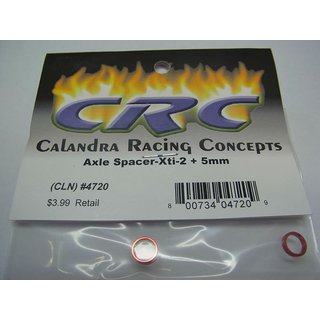 CRC
Calandra Racing Concepts
Axle Spacer-Xti-2 + 5mm
(CLN) #4720
$3.99 Retail
8 00734 04720 9